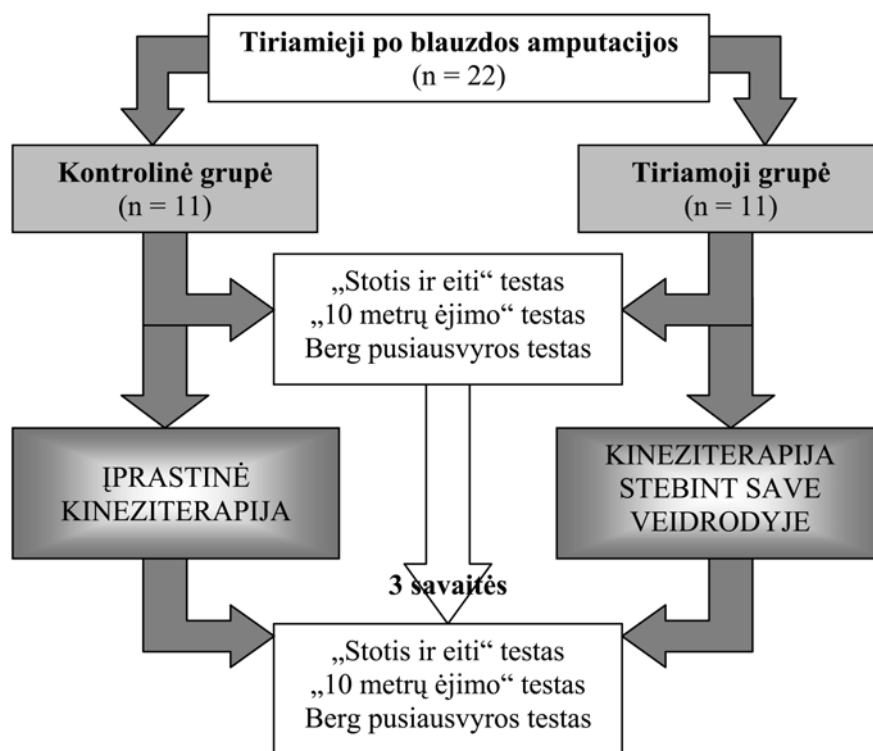 Tiriamieji po blauzdos amputacijos
(n = 22)
Kontrolinė grupė
(n = 11)
Tiriamoji grupė
(n = 11)
„Stotis ir eiti“ testas
„10 metrų ėjimo“ testas
Berg pusiausvyros testas
ĮPRASTINĖ
KINEZITERAPIJA
KINEZITERAPIJA
STEBINT SAVE
VEIDRODYJE
3 savaitės
„Stotis ir eiti“ testas
„10 metrų ėjimo“ testas
Berg pusiausvyros testas